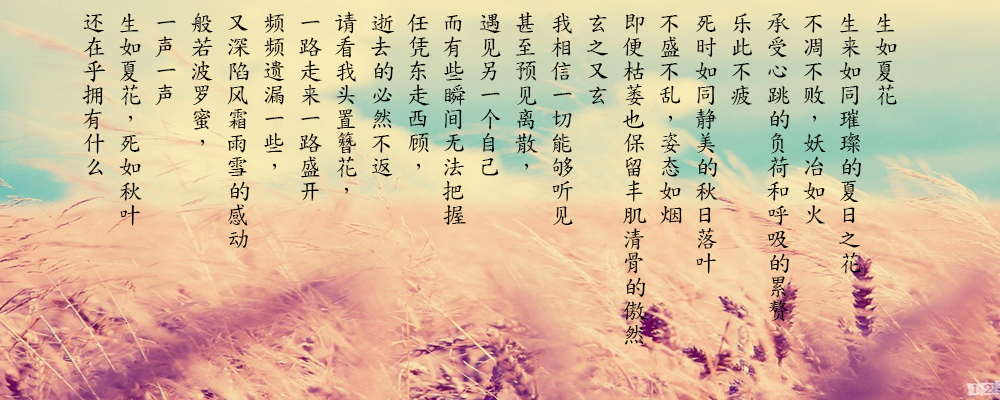 生如夏花
生来如同璀璨的夏日之花
不凋不败，妖冶如火
承受心跳的负荷和呼吸的累赘
乐此不疲
死时如同静美的秋日落叶
不盛不乱，姿态如烟
即便枯萎也保留丰肌清骨的傲然
玄之又玄
我相信一切能够听见
甚至预见离散，
遇见另一个自己
而有些瞬间无法把握
任凭东走西顾，
逝去的必然不返
请看我头置簪花，
一路走来一路盛开
频频遗漏一些，
又深陷风霜雨雪的感动
般若波罗蜜，
一声一声
生如夏花，死如秋叶
还在乎拥有什么
12